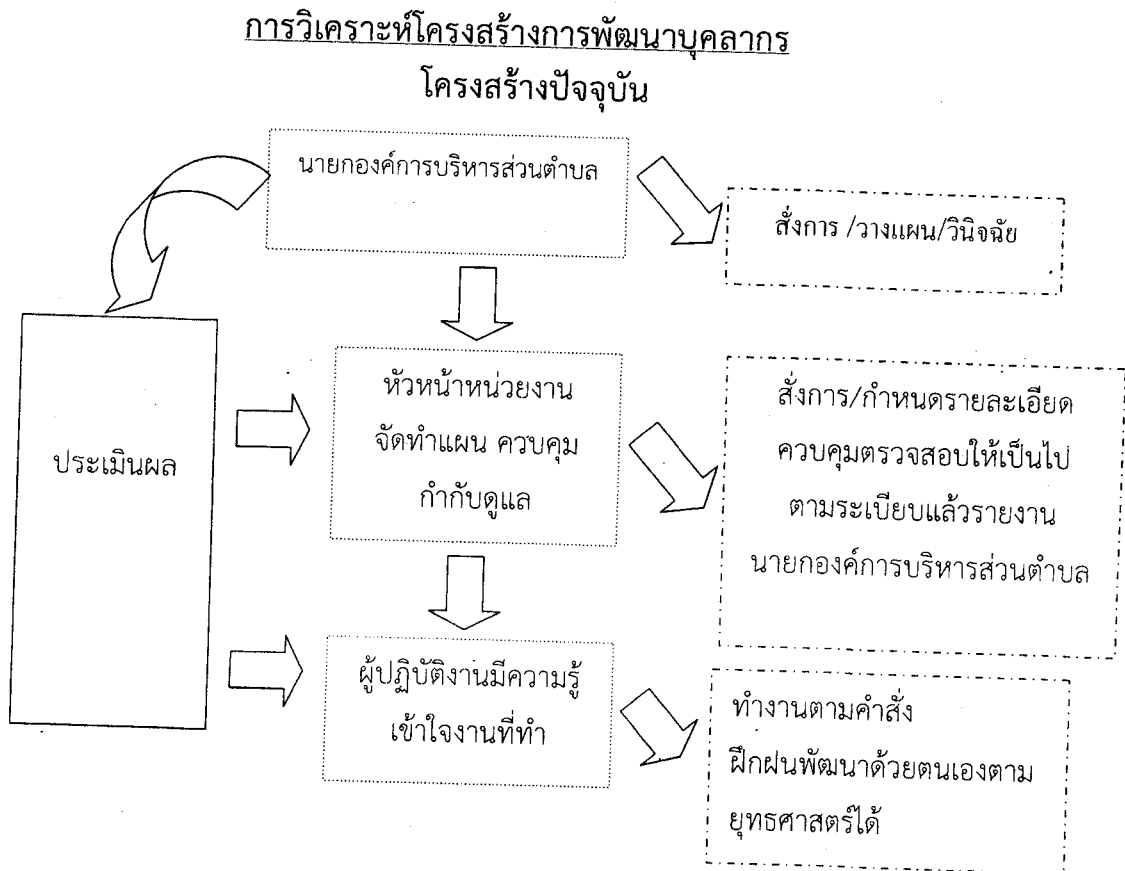 การวิเคราะห์โครงสร้างการพัฒนาบุคลากร
โครงสร้างปัจจุบัน
นายกองค์การบริหารส่วนตำบล
สั่งการ /วางแผน/วินิจฉัย
ประเมินผล
หัวหน้าหน่วยงาน
จัดทำแผน ควบคุม
กำกับดูแล
สั่งการ/กำหนดรายละเอียด
ควบคุมตรวจสอบให้เป็นไป
ตามระเบียบแล้วรายงาน
นายกองค์การบริหารส่วนตำบล
ผู้ปฏิบัติงานมีความรู้
เข้าใจงานที่ทำ
ทำงานตามคำสั่ง
ฝึกฝนพัฒนาด้วยตนเองตาม
ยุทธศาสตร์ได้